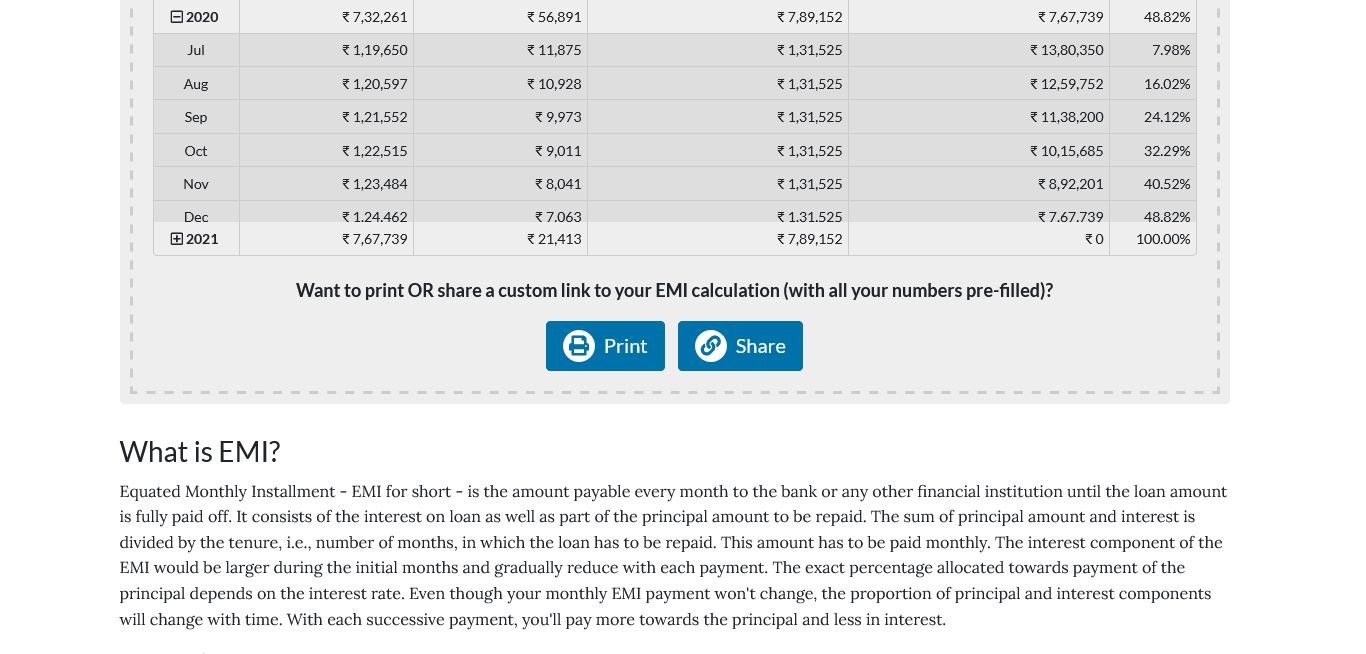 2020 ₹ 7,32,261 ₹ 56,891 ₹ 7,89,152 ₹ 7,67,739 48.82%
Jul ₹ 1,19,650 ₹ 11,875 ₹ 1,31,525 ₹ 13,80,350 7.98%
Aug ₹ 1,20,597 ₹ 10,928 ₹ 1,31,525 ₹ 12,59,752 16.02%
Sep ₹ 1,21,552 ₹ 9,973 ₹ 1,31,525 ₹ 11,38,200 24.12%
Oct ₹ 1,22,515 ₹ 9,011 ₹ 1,31,525 ₹ 10,15,685 32.29%
Nov ₹ 1,23,484 ₹ 8,041 ₹ 1,31,525 ₹ 8,92,201 40.52%
Dec ₹ 1,24,462 ₹ 7,063 ₹ 1,31,525 ₹ 7,67,739 48.82%
2021 ₹ 7,67,739 ₹ 21,413 ₹ 7,89,152 ₹ 0 100.00%
Want to print OR share a custom link to your EMI calculation (with all your numbers pre-filled)?
Print Share
What is EMI?
Equated Monthly Installment - EMI for short - is the amount payable every month to the bank or any other financial institution until the loan amount
is fully paid off. It consists of the interest on loan as well as part of the principal amount to be repaid. The sum of principal amount and interest is
divided by the tenure, i.e., number of months, in which the loan has to be repaid. This amount has to be paid monthly. The interest component of the
EMI would be larger during the initial months and gradually reduce with each payment. The exact percentage allocated towards payment of the
principal depends on the interest rate. Even though your monthly EMI payment won't change, the proportion of principal and interest components
will change with time. With each successive payment, you'll pay more towards the principal and less in interest.